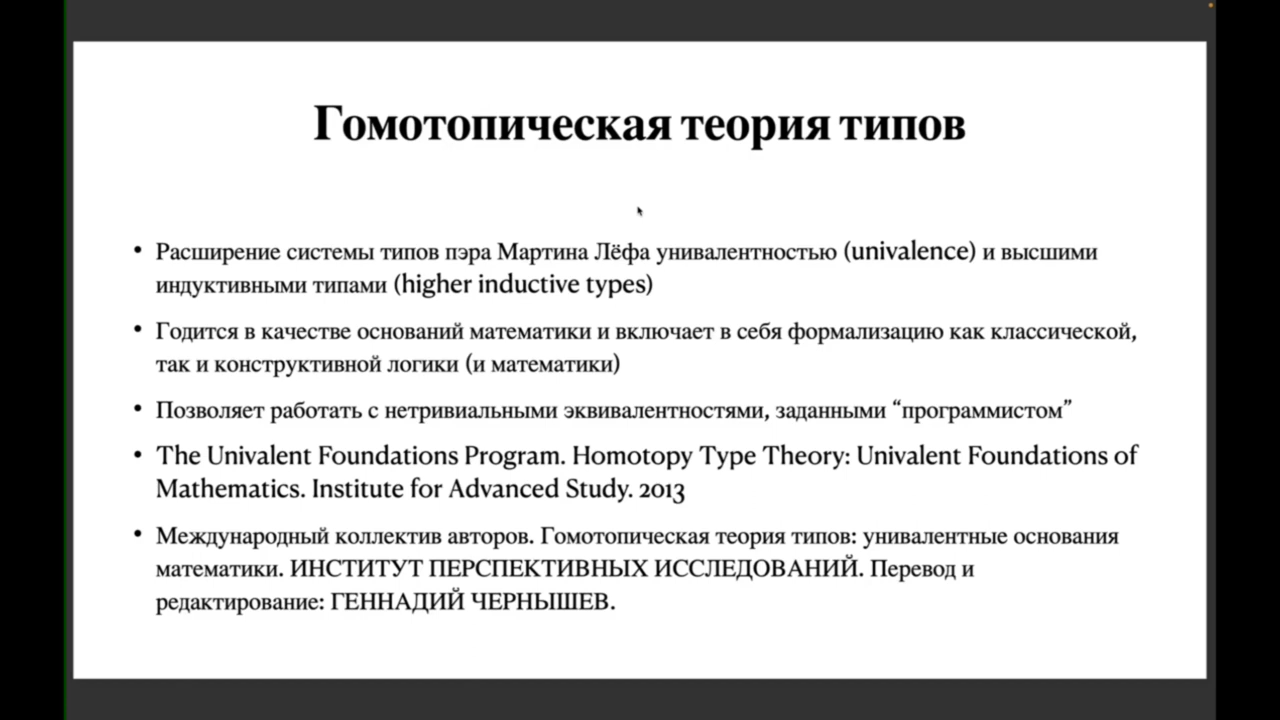 Гомотопическая теория типов
• Расширение системы типов пэра Мартина Лёфа унивалентностью (univalence) и высшими
индуктивными типами (higher inductive types)
• Годится в качестве оснований математики и включает в себя формализацию как классической,
так и конструктивной логики (и математики)
• Позволяет работать с нетривиальными эквивалентностями, заданными “программистом”
• The Univalent Foundations Program. Homotopy Type Theory: Univalent Foundations of
Mathematics. Institute for Advanced Study. 2013
• Международный коллектив авторов. Гомотопическая теория типов: унивалентные основания
математики. ИНСТИТУТ ПЕРСПЕКТИВНЫХ ИССЛЕДОВАНИЙ. Перевод и
редактирование: ГЕННАДИЙ ЧЕРНЫШЕВ.